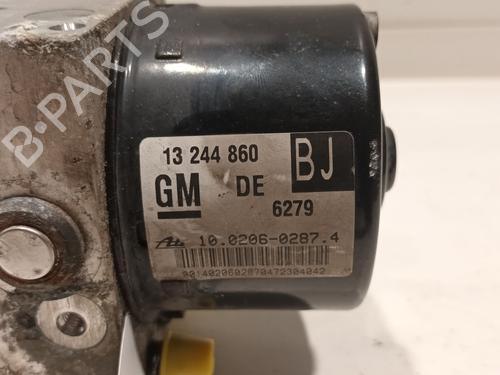 B-PARTS
13 244 860
BJ
GM
DE
6279
10.0206-0287.4